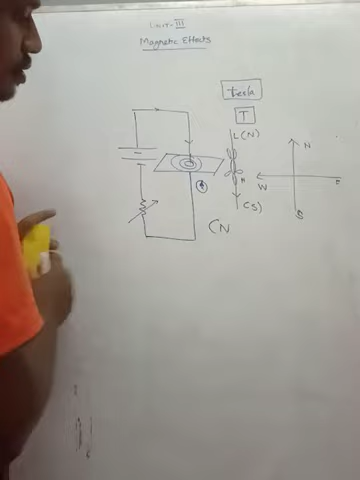 Unit-III
Magnetic Effects
tesla
T
L(N)
N
W
E
(S)
S
(N